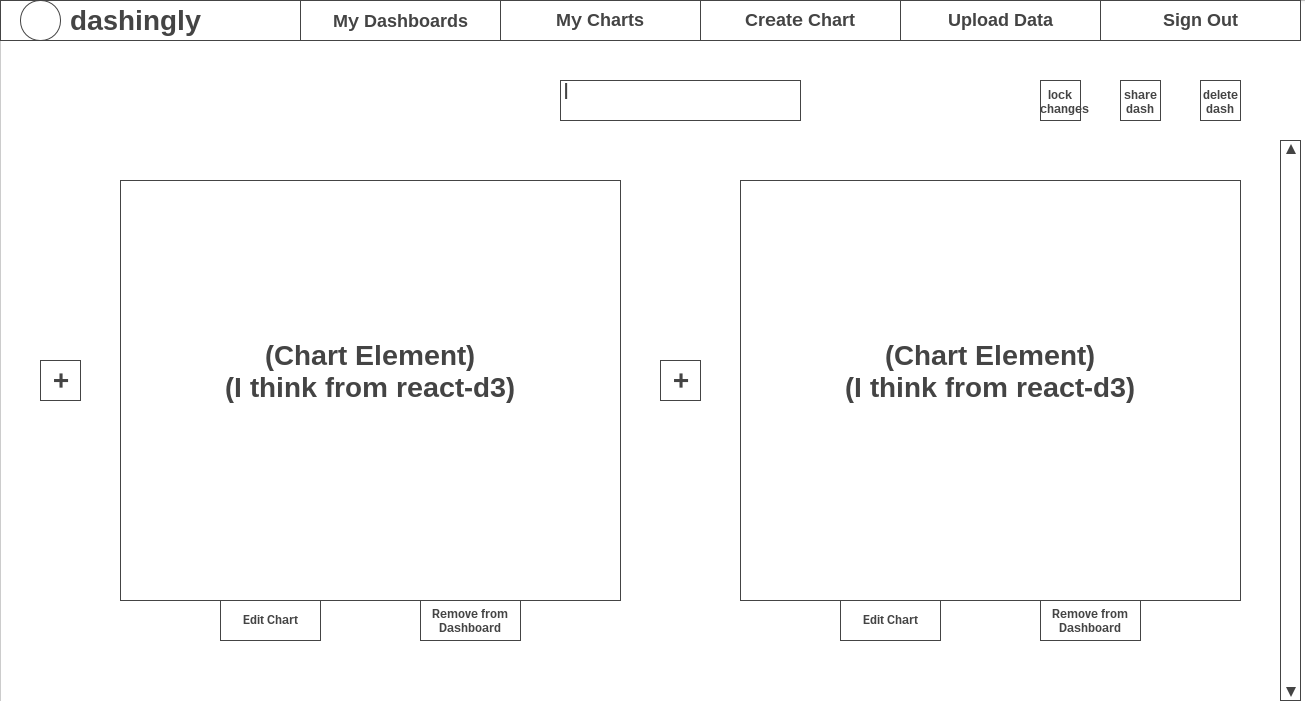 dashingly
My Dashboards
My Charts
Create Chart
Upload Data
Sign Out
lock
changes
share
dash
delete
dash
+
(Chart Element)
(I think from react-d3)
+
(Chart Element)
(I think from react-d3)
Edit Chart
Remove from
Dashboard
Edit Chart
Remove from
Dashboard